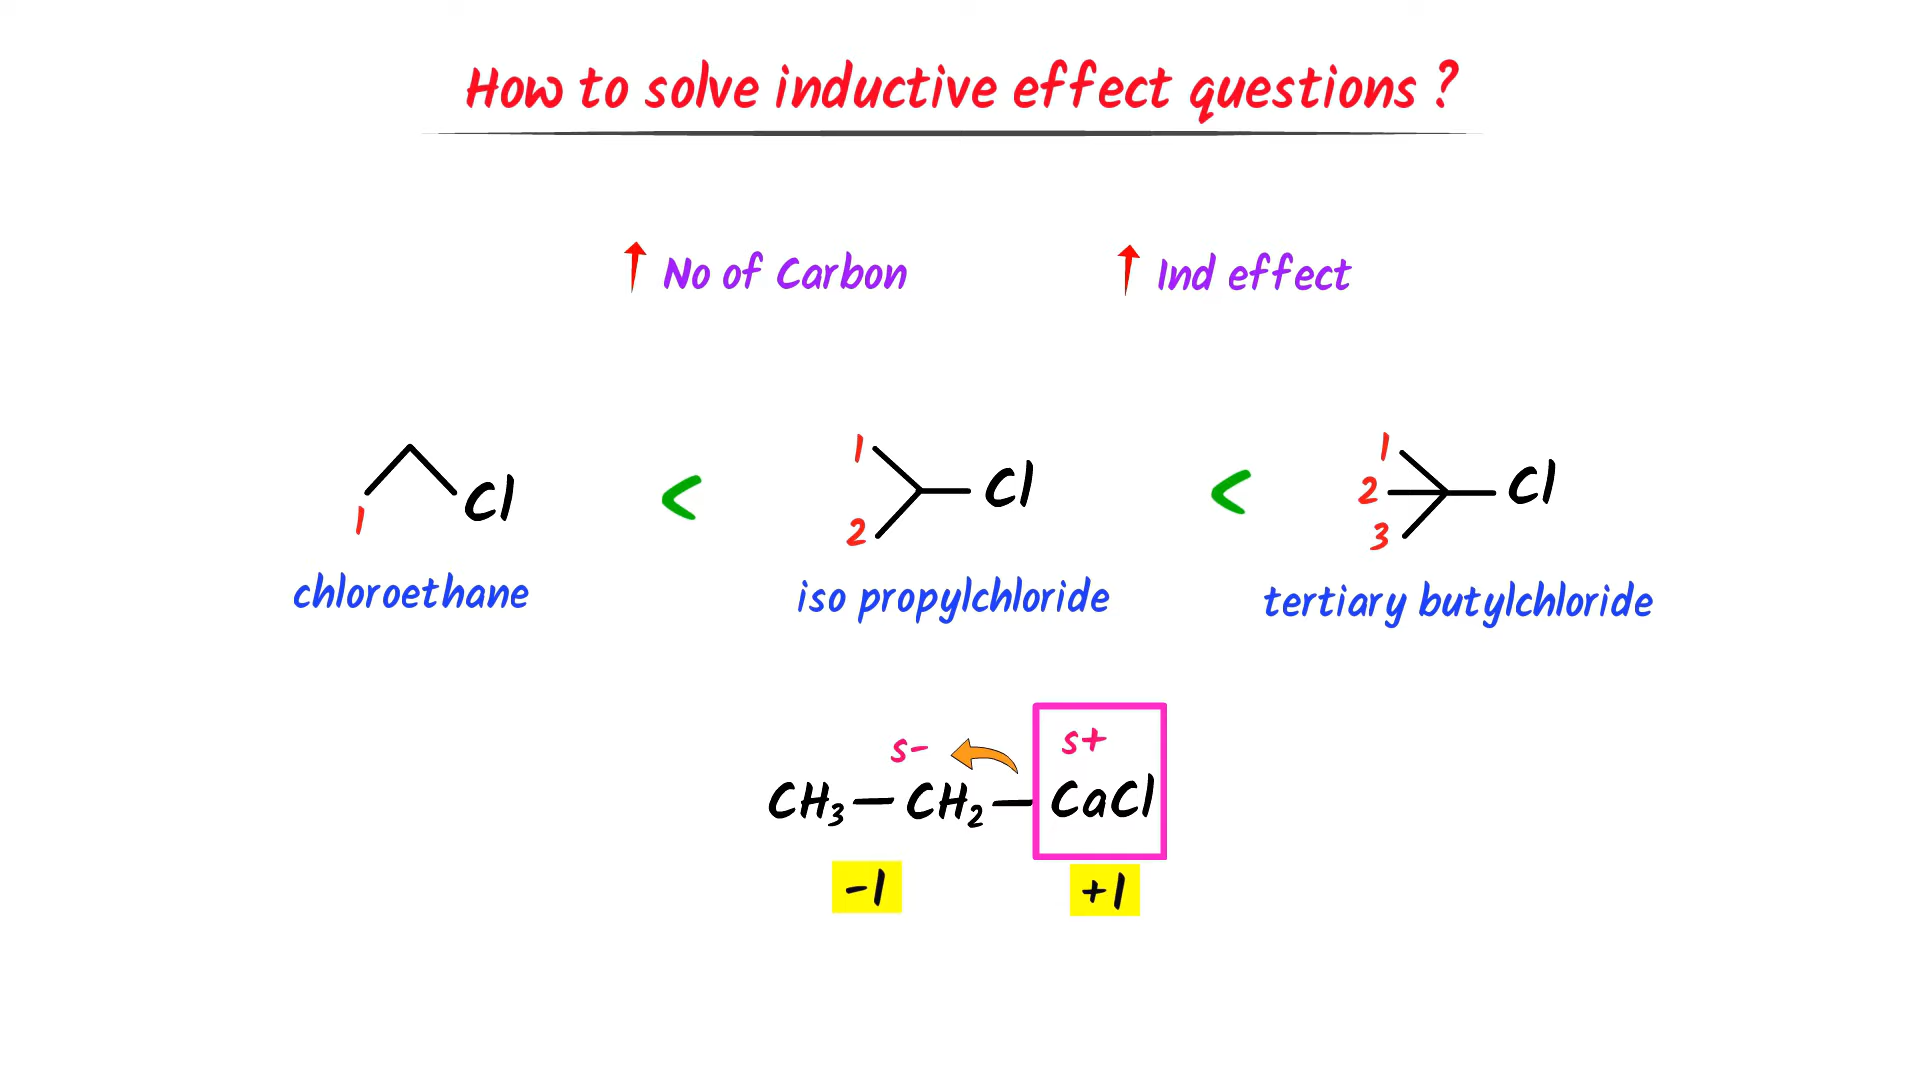 How to solve inductive effect questions ?
↑ No of Carbon ↑ Ind effect
1 Cl < 1 2 Cl < 1 2 3 Cl
chloroethane iso propylchloride tertiary butylchloride
s- s+
CH₃ — CH₂ — CaCl
-I +I